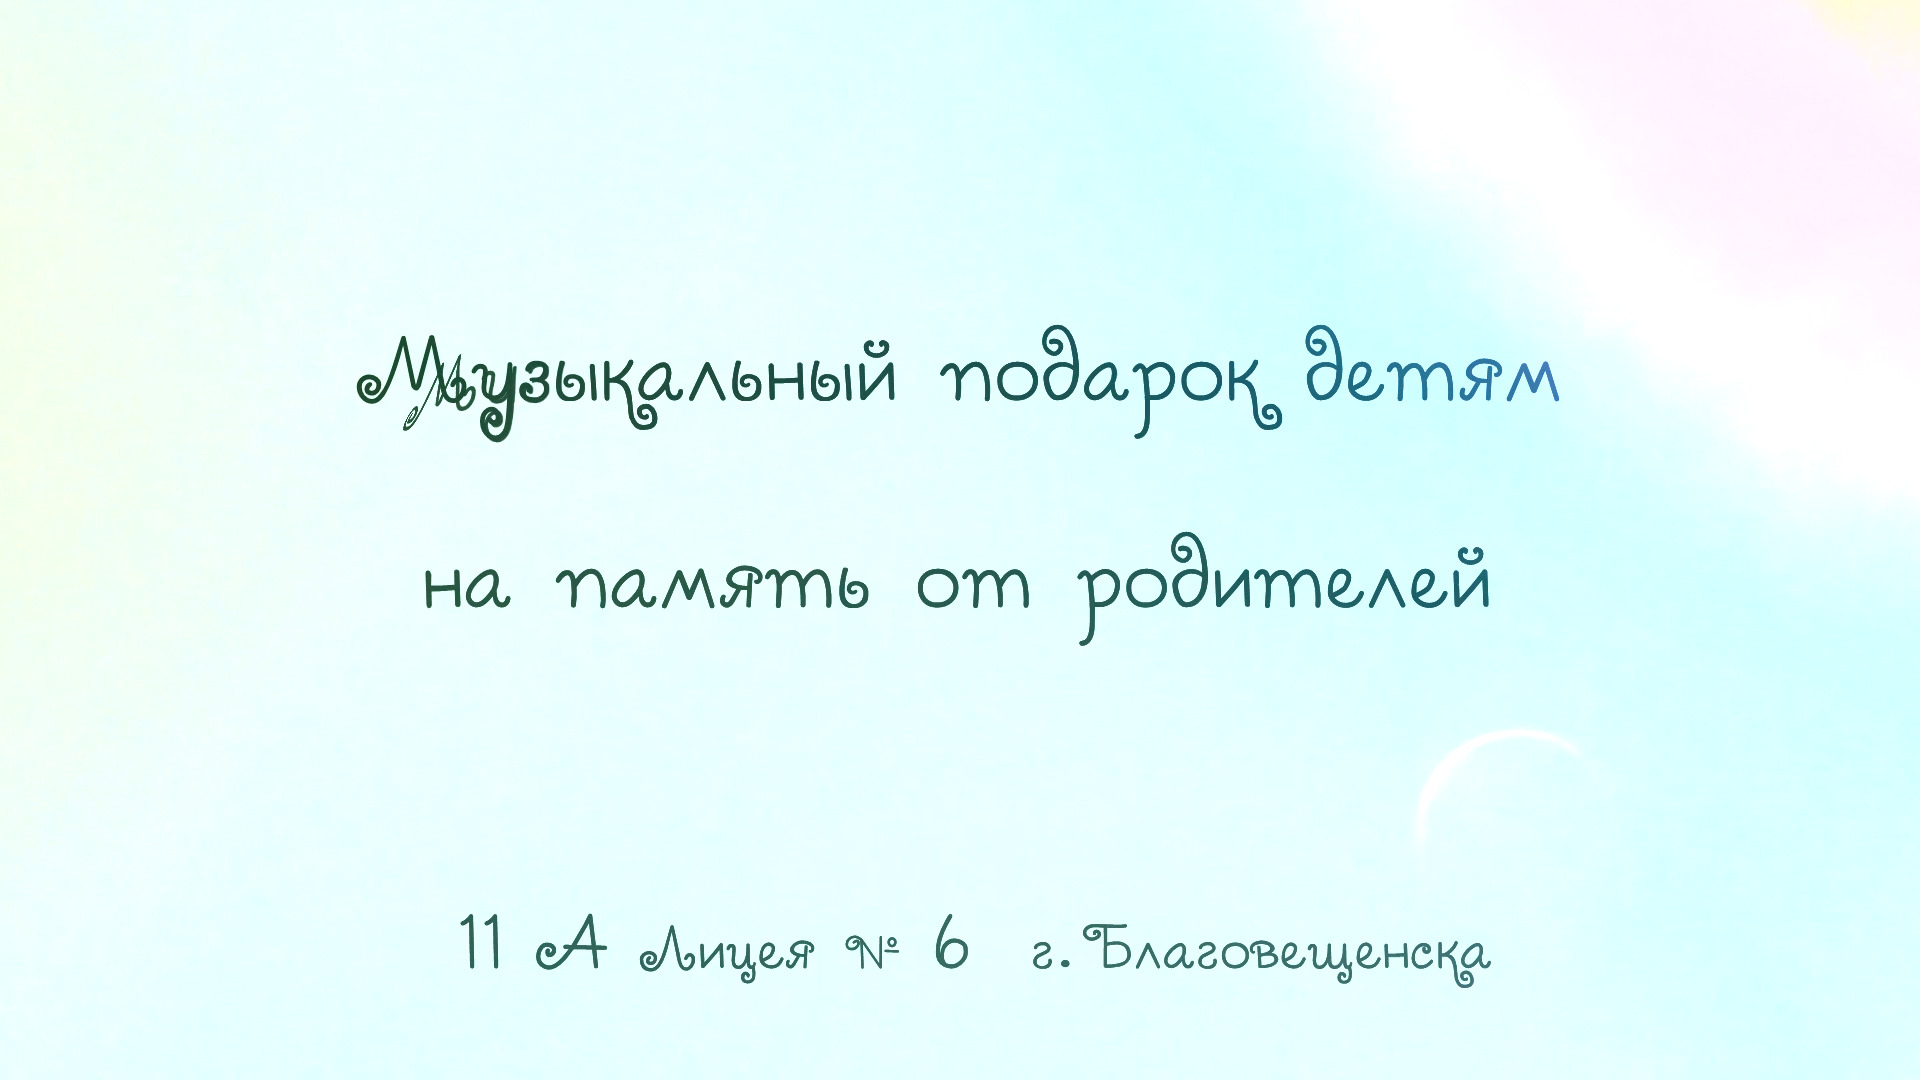 Музыкальный подарок детям
на память от родителей
11 А Лицея № 6 г. Благовещенска